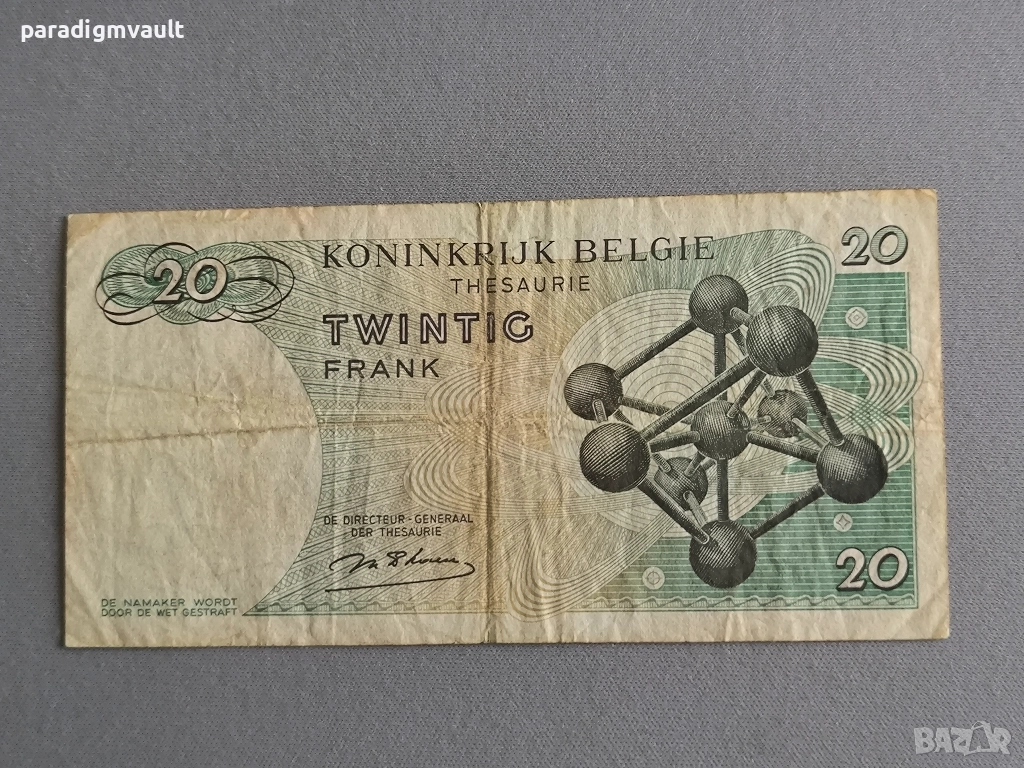 paradigmvault
20
KONINKRIJK BELGIE
20
THESAURIE
TWINTIG
FRANK
DE DIRECTEUR-GENERAAL
DER THESAURIE
20
DE NAMAKER WORDT
DOOR DE WET GESTRAFT
BAZAR